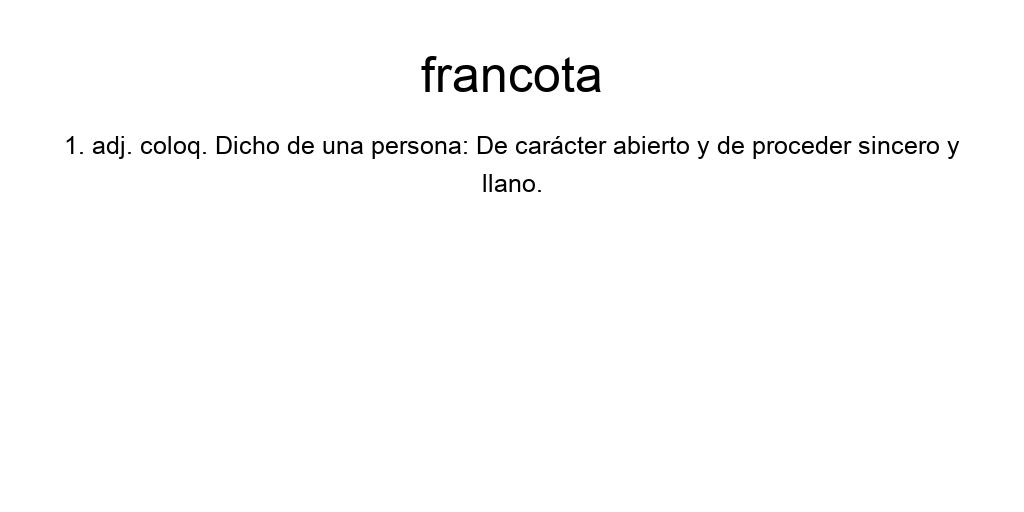 francota
1. adj. coloq. Dicho de una persona: De carácter abierto y de proceder sincero y
llano.